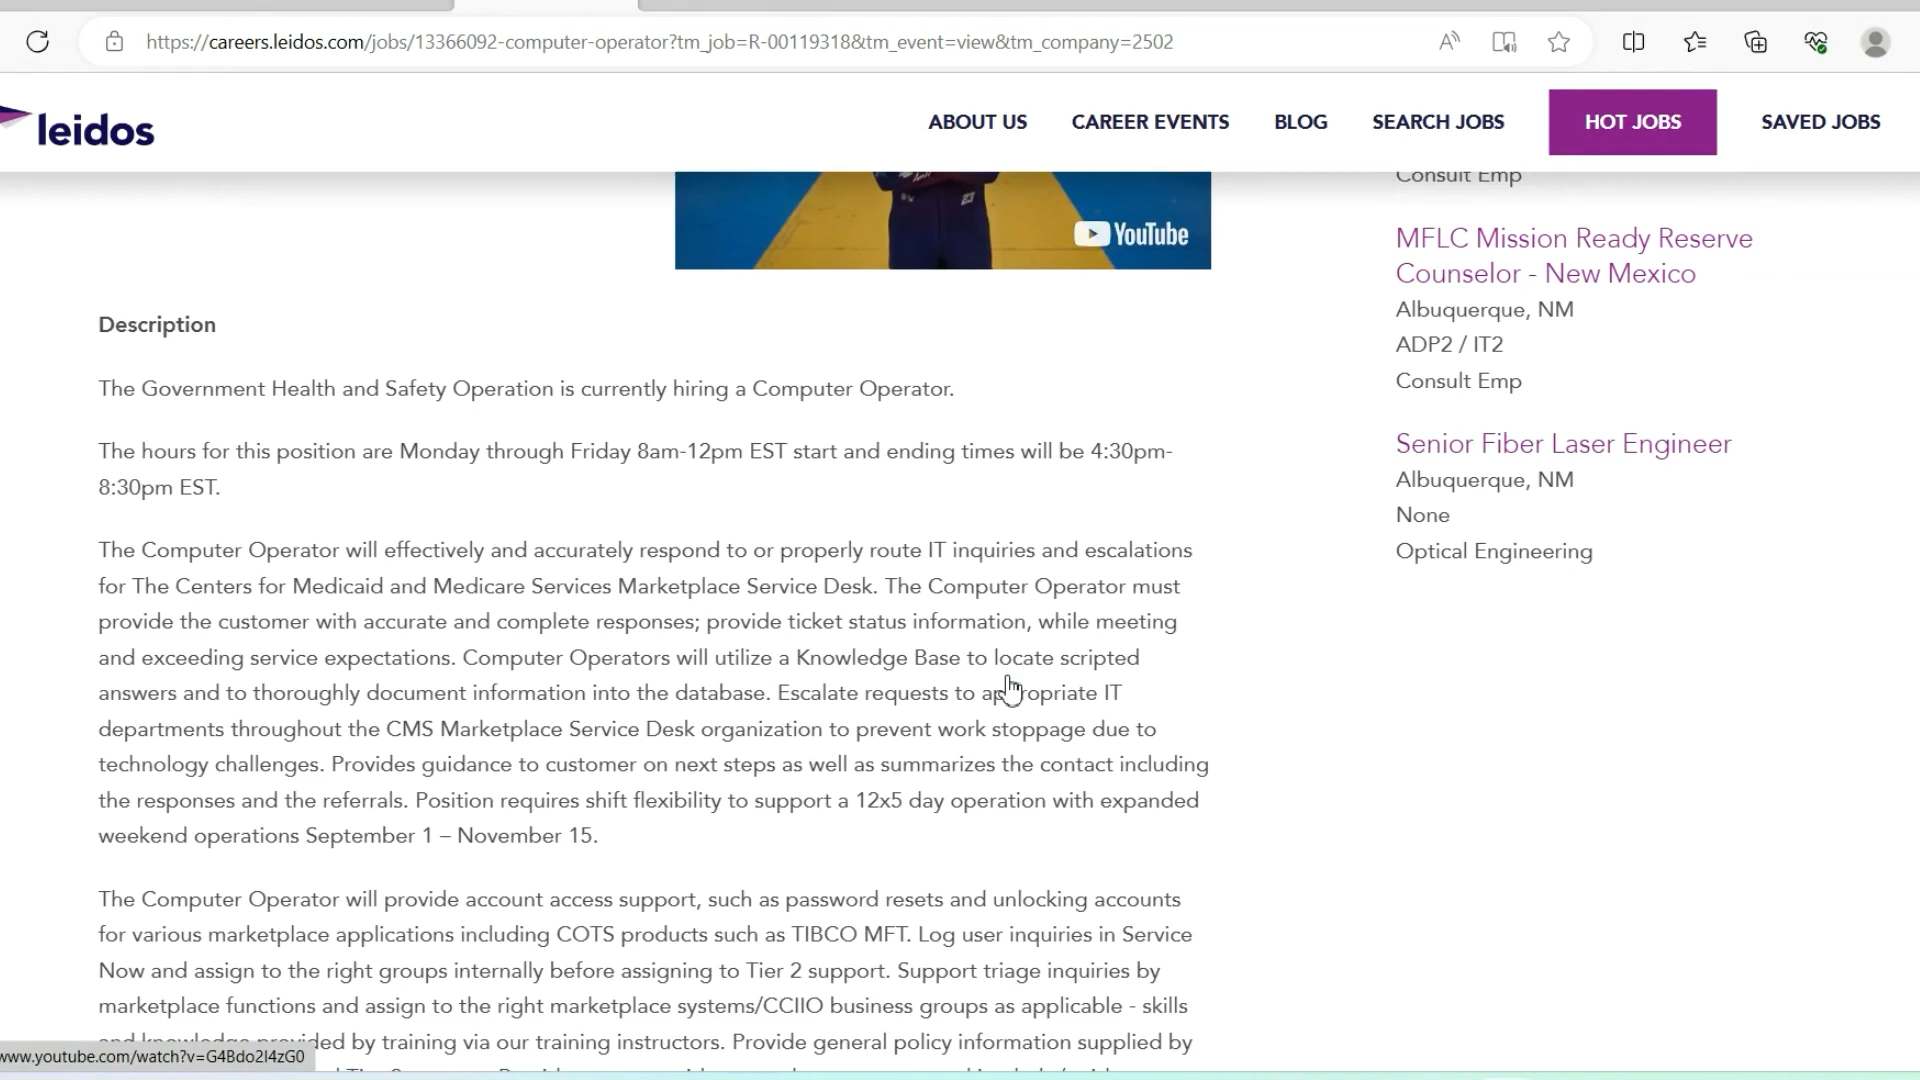 https://careers.leidos.com/jobs/13366092-computer-operator?tm_job=R-00119318&tm_event=view&tm_company=2502
leidos
ABOUT US
CAREER EVENTS
BLOG
SEARCH JOBS
HOT JOBS
SAVED JOBS
YouTube
Description
The Government Health and Safety Operation is currently hiring a Computer Operator.
The hours for this position are Monday through Friday 8am-12pm EST start and ending times will be 4:30pm-
8:30pm EST.
The Computer Operator will effectively and accurately respond to or properly route IT inquiries and escalations
for The Centers for Medicaid and Medicare Services Marketplace Service Desk. The Computer Operator must
provide the customer with accurate and complete responses; provide ticket status information, while meeting
and exceeding service expectations. Computer Operators will utilize a Knowledge Base to locate scripted
answers and to thoroughly document information into the database. Escalate requests to appropriate IT
departments throughout the CMS Marketplace Service Desk organization to prevent work stoppage due to
technology challenges. Provides guidance to customer on next steps as well as summarizes the contact including
the responses and the referrals. Position requires shift flexibility to support a 12x5 day operation with expanded
weekend operations September 1 – November 15.
The Computer Operator will provide account access support, such as password resets and unlocking accounts
for various marketplace applications including COTS products such as TIBCO MFT. Log user inquiries in Service
Now and assign to the right groups internally before assigning to Tier 2 support. Support triage inquiries by
marketplace functions and assign to the right marketplace systems/CCIIO business groups as applicable - skills
and knowledge provided by training via our training instructors. Provide general policy information supplied by
www.youtube.com/watch?v=G4Bdo2I4zG0
Consult Emp
MFLC Mission Ready Reserve
Counselor - New Mexico
Albuquerque, NM
ADP2 / IT2
Consult Emp
Senior Fiber Laser Engineer
Albuquerque, NM
None
Optical Engineering